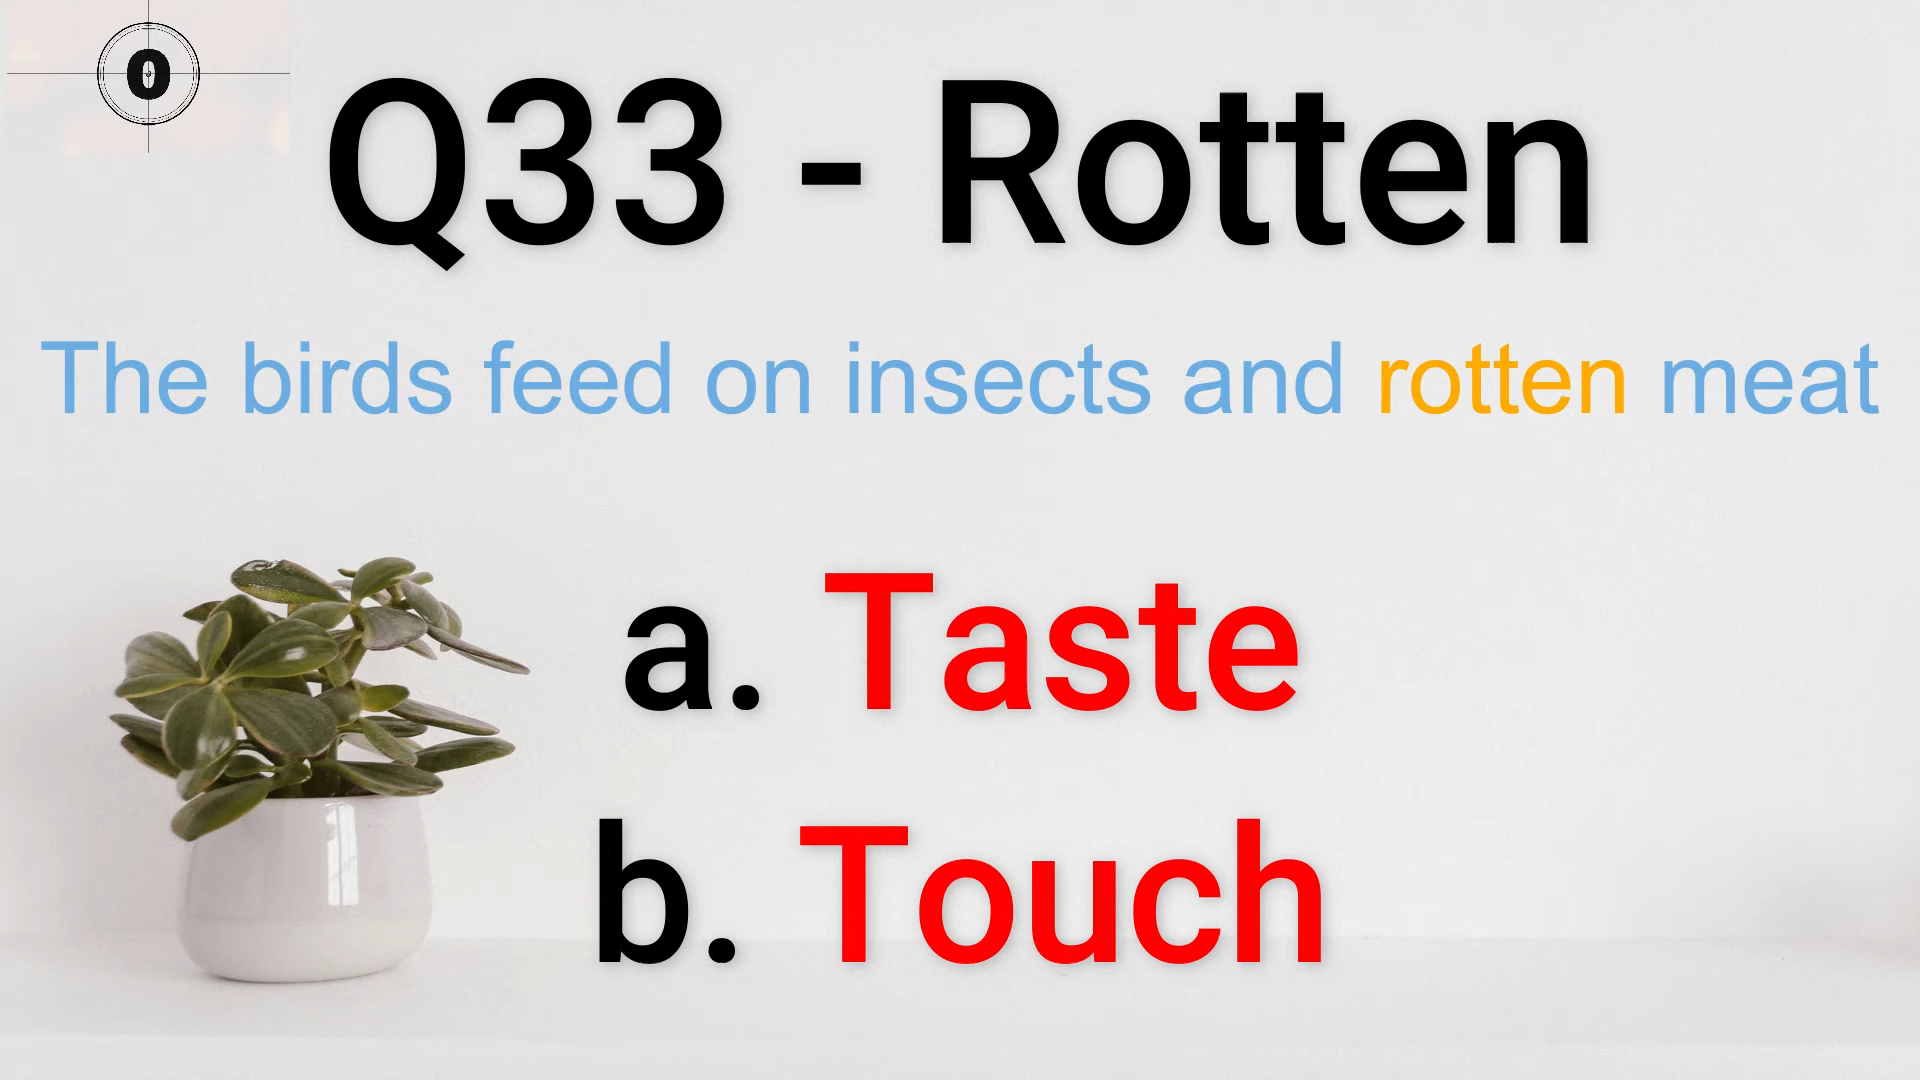 0
Q33 - Rotten
The birds feed on insects and rotten meat
a. Taste
b. Touch